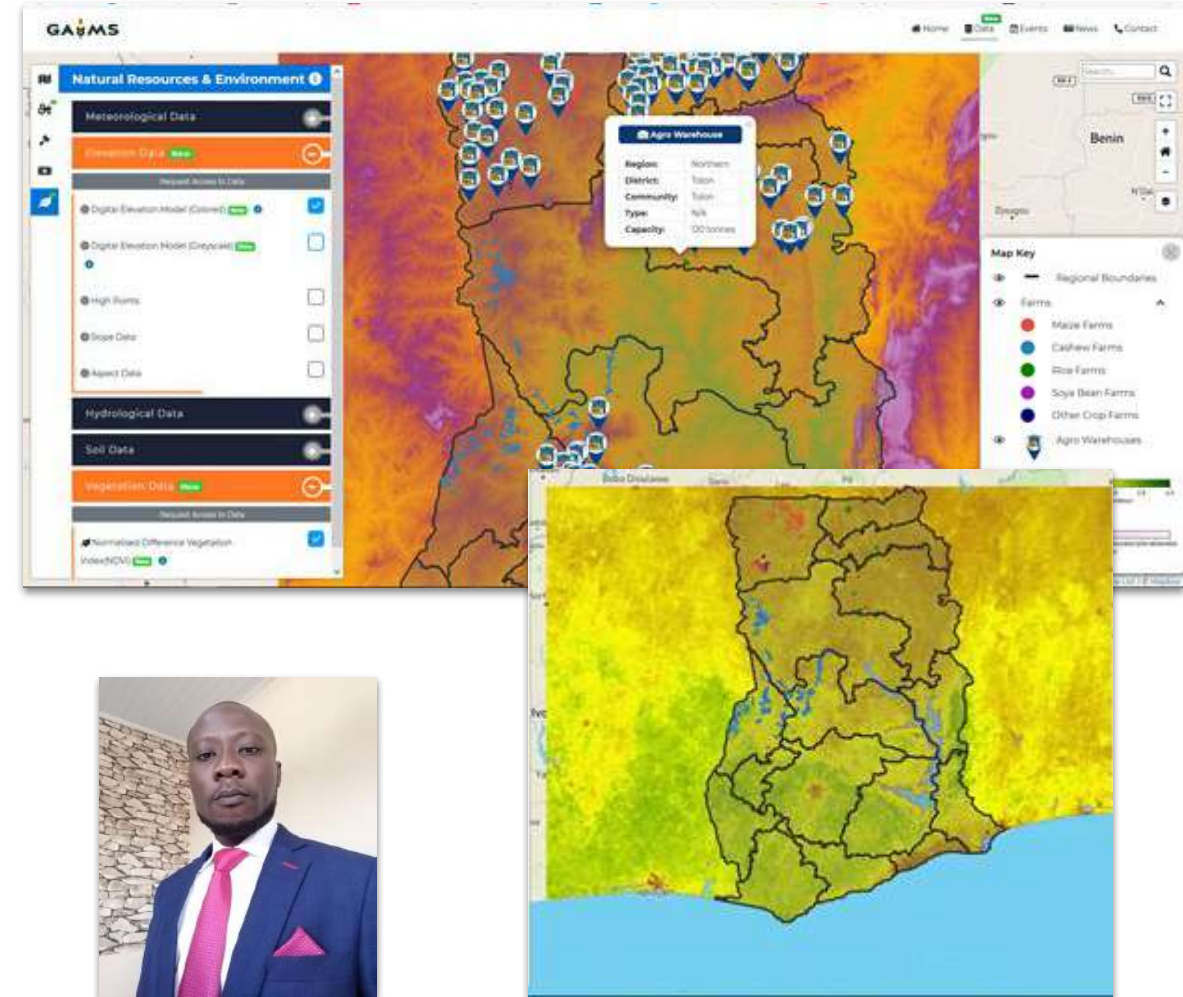 GAIMS
Home
New
Data
Events
News
Contact
Natural Resources & Environment
Meteorological Data
Elevation Data New
Request Access to Data
Digital Elevation Model (Colored) New
Digital Elevation Model (Greyscale) New
High Points
Slope Data
Aspect Data
Hydrological Data
Soil Data
Vegetation Data New
Request Access to Data
Normalised Difference Vegetation
Index(NDVI) New
Agro Warehouse
Region: Northern
District: Tolon
Community: Tolon
Type: N/A
Capacity: 120 tonnes
Search...
Benin
Map Key
Regional Boundaries
Farms
Maize Farms
Cashew Farms
Rice Farms
Soya Bean Farms
Other Crop Farms
Agro Warehouses
Bobo Dioulasso